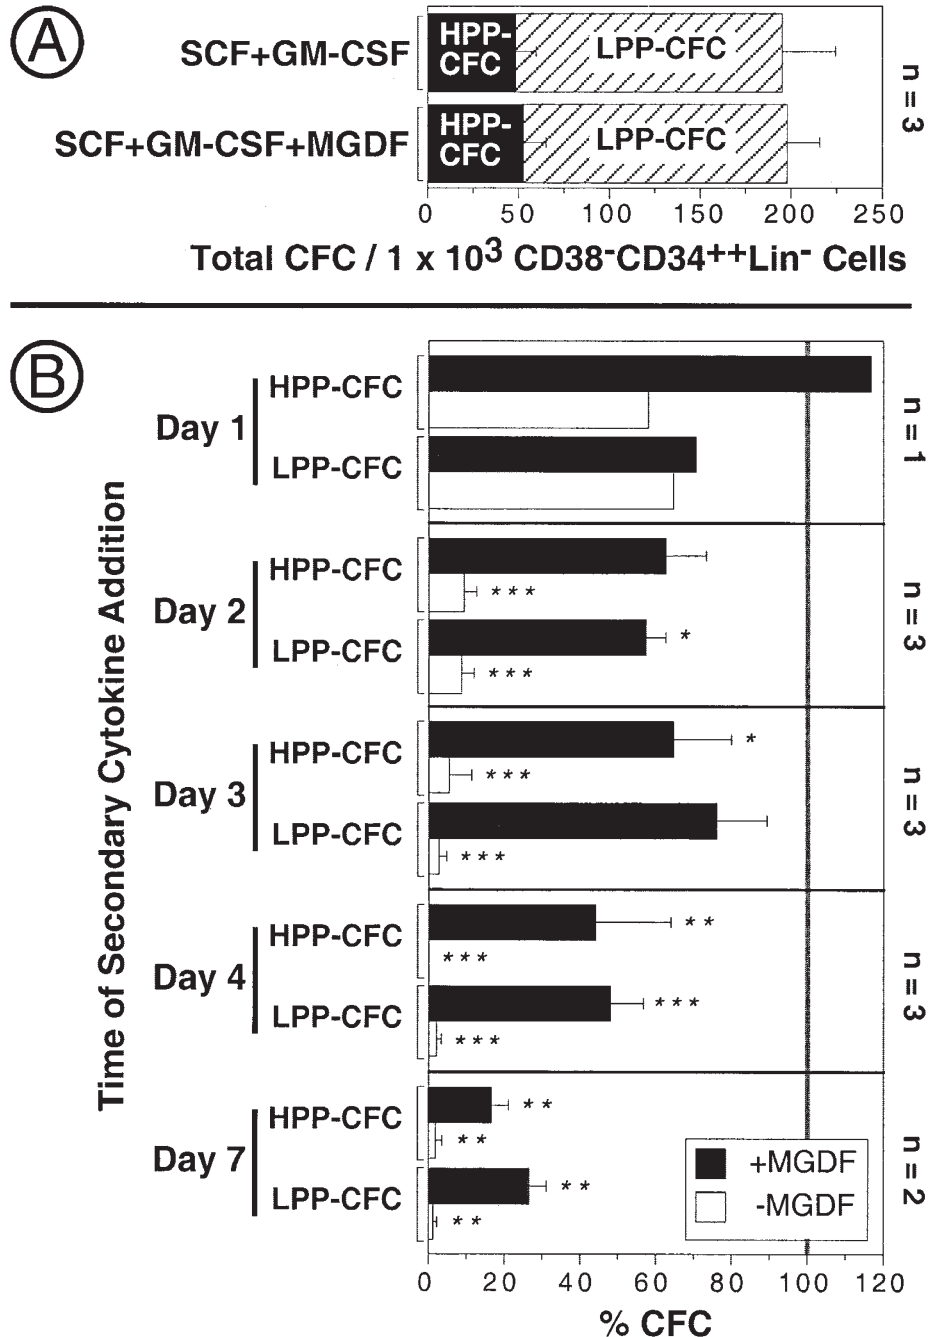 A
SCF+GM-CSF
HPP-
CFC
LPP-CFC
SCF+GM-CSF+MGDF
HPP-
CFC
LPP-CFC
n = 3
0 50 100 150 200 250
Total CFC / 1 x 10³ CD38⁻CD34⁺⁺Lin⁻ Cells
B
Time of Secondary Cytokine Addition
Day 1
HPP-CFC
LPP-CFC
n = 1
Day 2
HPP-CFC
***
LPP-CFC
*
***
n = 3
Day 3
HPP-CFC
*
***
LPP-CFC
***
n = 3
Day 4
HPP-CFC
**
***
LPP-CFC
***
***
n = 3
Day 7
HPP-CFC
**
**
LPP-CFC
**
**
n = 2
+MGDF
-MGDF
0 20 40 60 80 100 120
% CFC